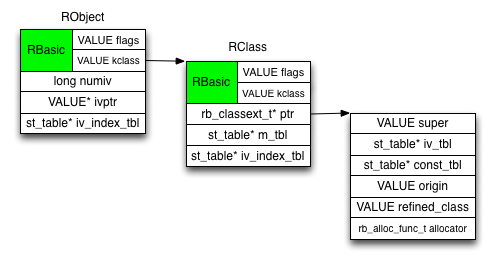 RObject
RBasic
VALUE flags
VALUE kclass
long numiv
VALUE* ivptr
st_table* iv_index_tbl
RClass
RBasic
VALUE flags
VALUE kclass
rb_classext_t* ptr
st_table* m_tbl
st_table* iv_index_tbl
VALUE super
st_table* iv_tbl
st_table* const_tbl
VALUE origin
VALUE refined_class
rb_alloc_func_t allocator